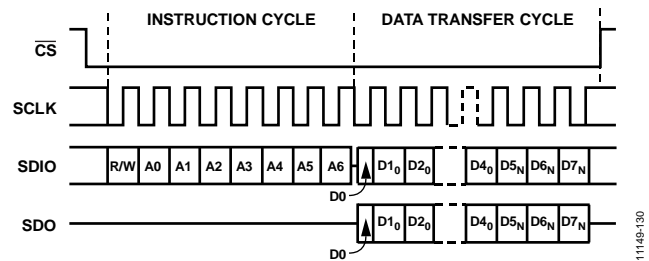 INSTRUCTION CYCLE DATA TRANSFER CYCLE
CS
SCLK
SDIO R/W A0 A1 A2 A3 A4 A5 A6 D1₀ D2₀ D4₀ D5N D6N D7N
D0
SDO D1₀ D2₀ D4₀ D5N D6N D7N
D0
11149-130